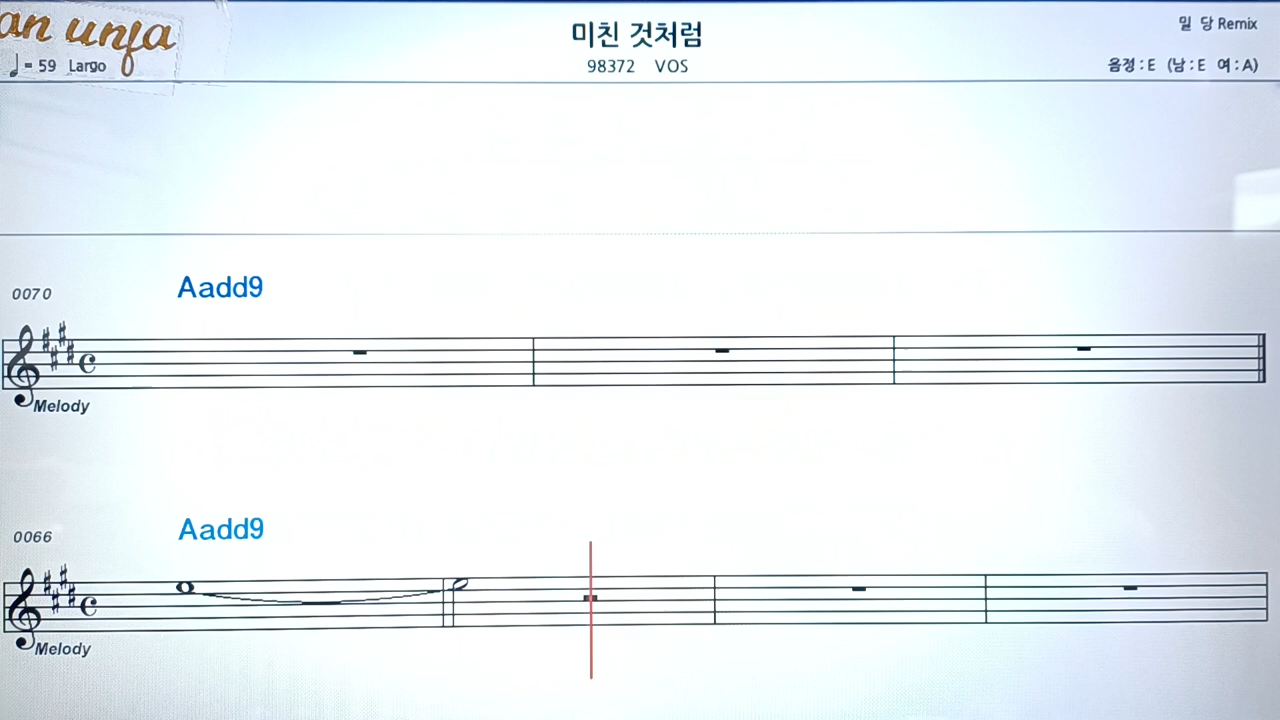 an unfa
미친 것처럼
밀 당 Remix
♩= 59 Largo
98372 VOS
음정 : E (남 : E 여 : A)
Aadd9
0070
Melody
Aadd9
0066
Melody